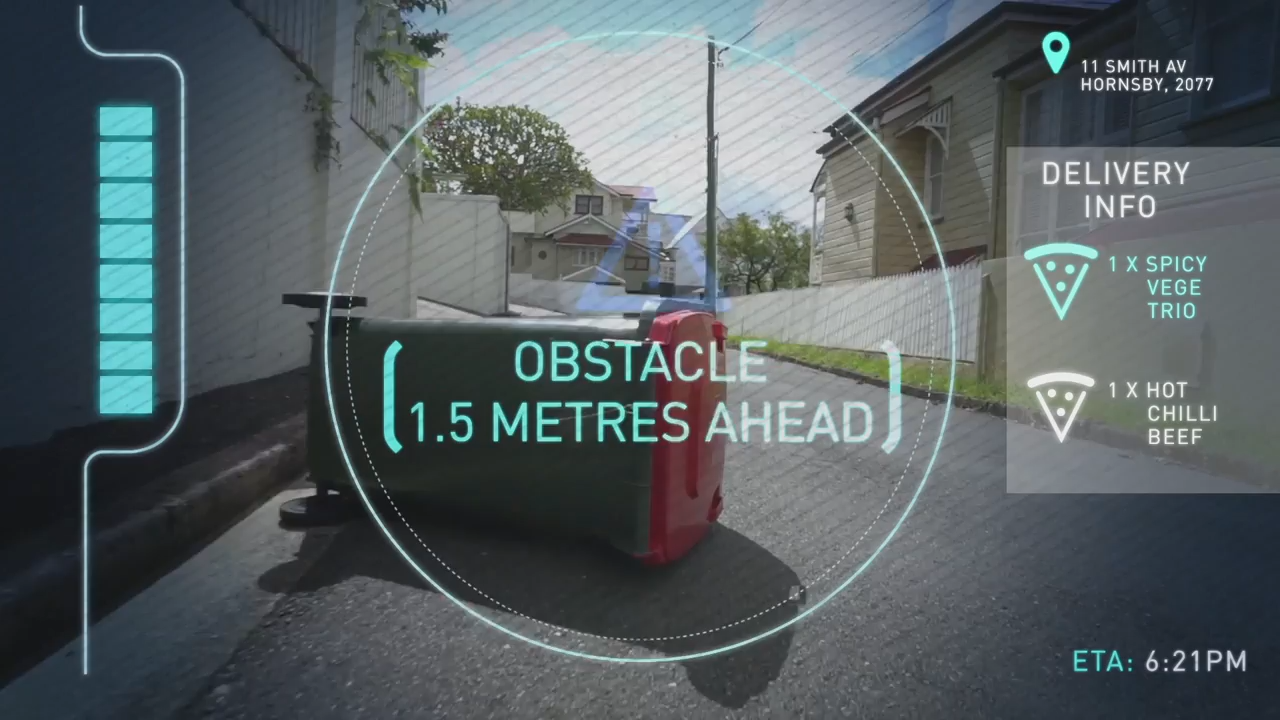 11 SMITH AV
HORNSBY, 2077
DELIVERY
INFO
1 X SPICY
VEGE
TRIO
1 X HOT
CHILLI
BEEF
OBSTACLE
1.5 METRES AHEAD
ETA: 6:21PM